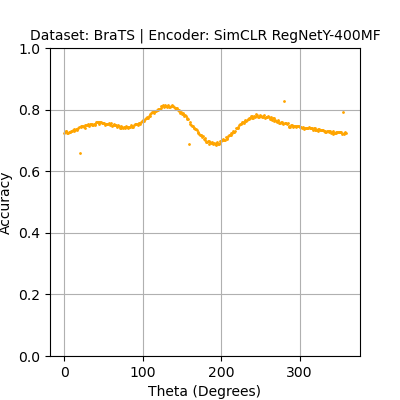 Dataset: BraTS | Encoder: SimCLR RegNetY-400MF
1.0
0.8
0.6
0.4
0.2
0.0
Accuracy
0 100 200 300
Theta (Degrees)